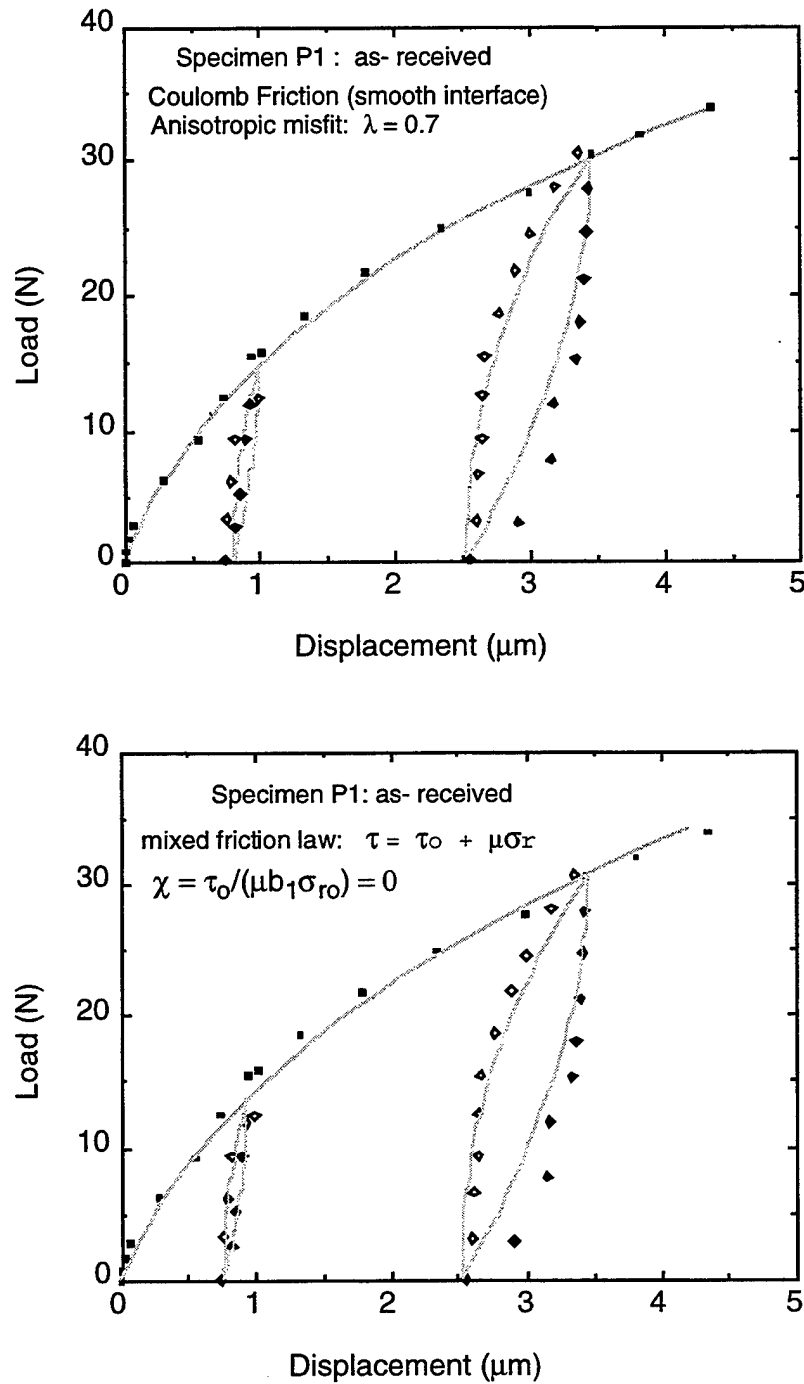 40
Specimen P1 : as- received
Coulomb Friction (smooth interface)
Anisotropic misfit: λ = 0.7
30
20
10
0
Load (N)
0 1 2 3 4 5
Displacement (μm)
40
Specimen P1: as- received
mixed friction law: τ = τo + μσr
χ = τo/(μb1σro) = 0
30
20
10
0
Load (N)
0 1 2 3 4 5
Displacement (μm)